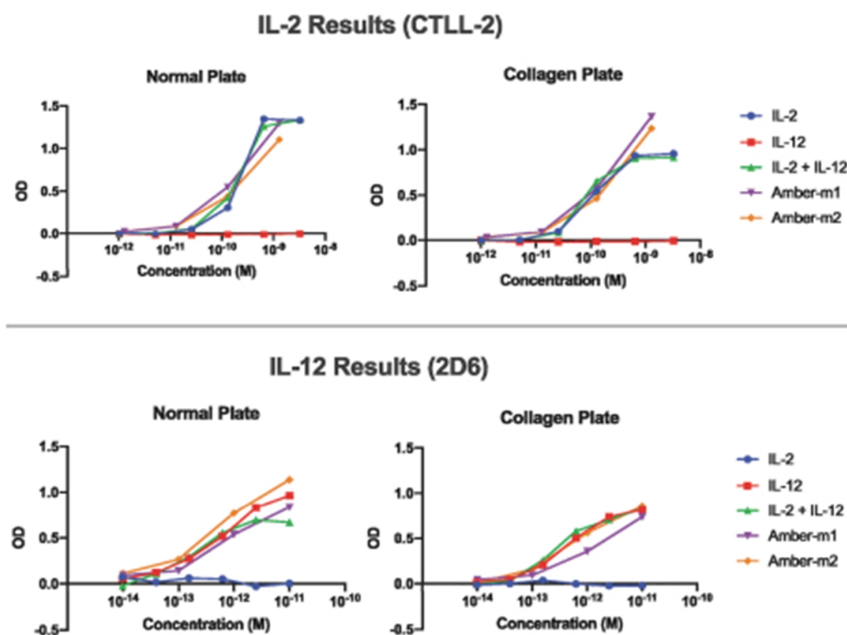 IL-2 Results (CTLL-2)
Normal Plate
Collagen Plate
OD
1.5
1.0
0.5
0.0
-0.5
10-12
10-11
10-10
10-9
10-8
Concentration (M)
OD
1.5
1.0
0.5
0.0
-0.5
10-12
10-11
10-10
10-9
10-8
Concentration (M)
IL-2
IL-12
IL-2 + IL-12
Amber-m1
Amber-m2
IL-12 Results (2D6)
Normal Plate
Collagen Plate
OD
1.5
1.0
0.5
0.0
-0.5
10-14
10-13
10-12
10-11
10-10
Concentration (M)
OD
1.5
1.0
0.5
0.0
-0.5
10-14
10-13
10-12
10-11
10-10
Concentration (M)
IL-2
IL-12
IL-2 + IL-12
Amber-m1
Amber-m2